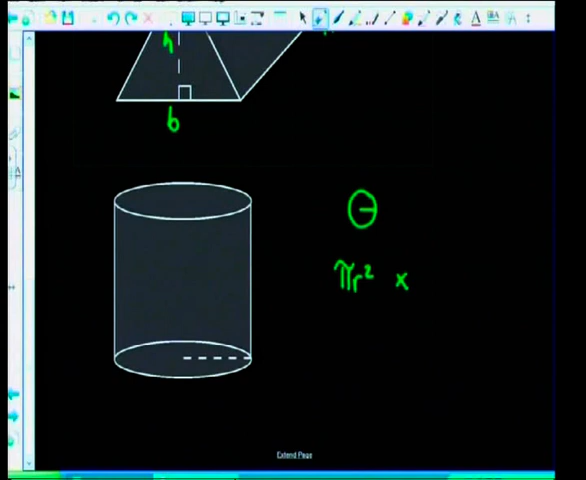 h
b
πr² x
Extend Page